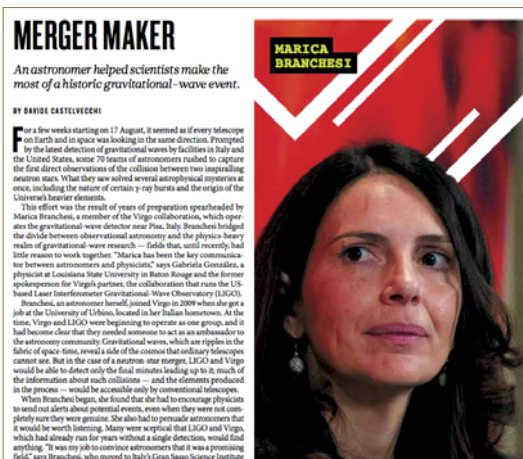 MERGER MAKER
An astronomer helped scientists make the
most of a historic gravitational-wave event.
BY DAVIDE CASTELVECCHI
For a few weeks starting on 17 August, it seemed as if every telescope
on Earth and in space was looking in the same direction. Prompted
by the latest detection of gravitational waves by facilities in Italy and
the United States, some 70 teams of astronomers rushed to capture
the first direct observations of the collision between two inspiralling
neutron stars. What they saw solved several astrophysical mysteries at
once, including the nature of certain γ-ray bursts and the origin of the
Universe's heavier elements.
This effort was the result of years of preparation spearheaded by
Marica Branchesi, a member of the Virgo collaboration, which oper-
ates the gravitational-wave detector near Pisa, Italy. Branchesi bridged
the divide between observational astronomy and the physics-heavy
realm of gravitational-wave research — fields that, until recently, had
little reason to work together. "Marica has been the key communica-
tor between astronomers and physicists," says Gabriela González, a
physicist at Louisiana State University in Baton Rouge and the former
spokesperson for Virgo's partner, the collaboration that runs the US-
based Laser Interferometer Gravitational-Wave Observatory (LIGO).
Branchesi, an astronomer herself, joined Virgo in 2009 when she got a
job at the University of Urbino, located in her Italian hometown. At the
time, Virgo and LIGO were beginning to operate as one group, and it
had become clear that they needed someone to act as an ambassador to
the astronomy community. Gravitational waves, which are ripples in the
fabric of space-time, reveal a side of the cosmos that ordinary telescopes
cannot see. But in the case of a neutron-star merger, LIGO and Virgo
would be able to detect only the final minutes leading up to it; much of
the information about such collisions — and the elements produced
in the process — would be accessible only by conventional telescopes.
When Branchesi began, she found that she had to encourage physicists
to send out alerts about potential events, even when they were not com-
pletely sure they were genuine. She also had to persuade astronomers that
it would be worth listening. Many were sceptical that LIGO and Virgo,
which had already run for years without a single detection, would find
anything. "It was my job to convince astronomers that it was a promising
field," says Branchesi, who moved to Italy's Gran Sasso Science Institute
MARICA
BRANCHESI